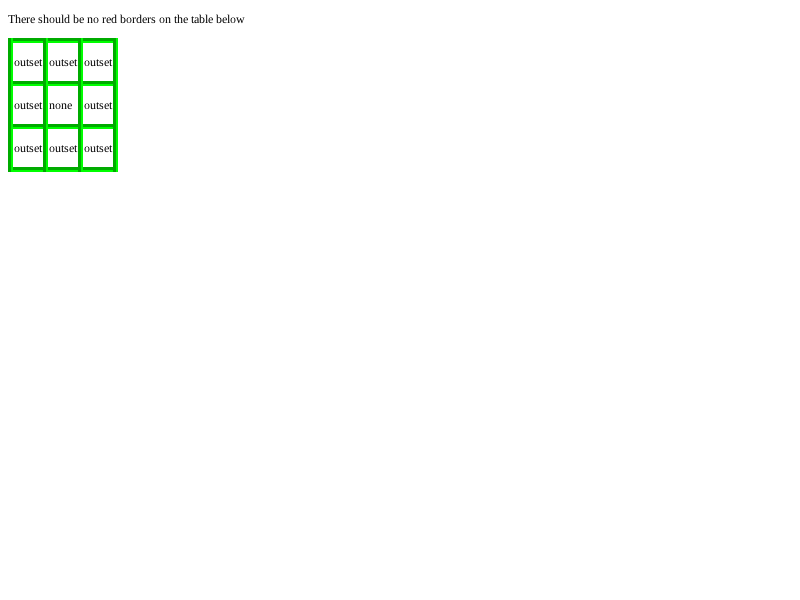 There should be no red borders on the table below
outset outset outset
outset none outset
outset outset outset